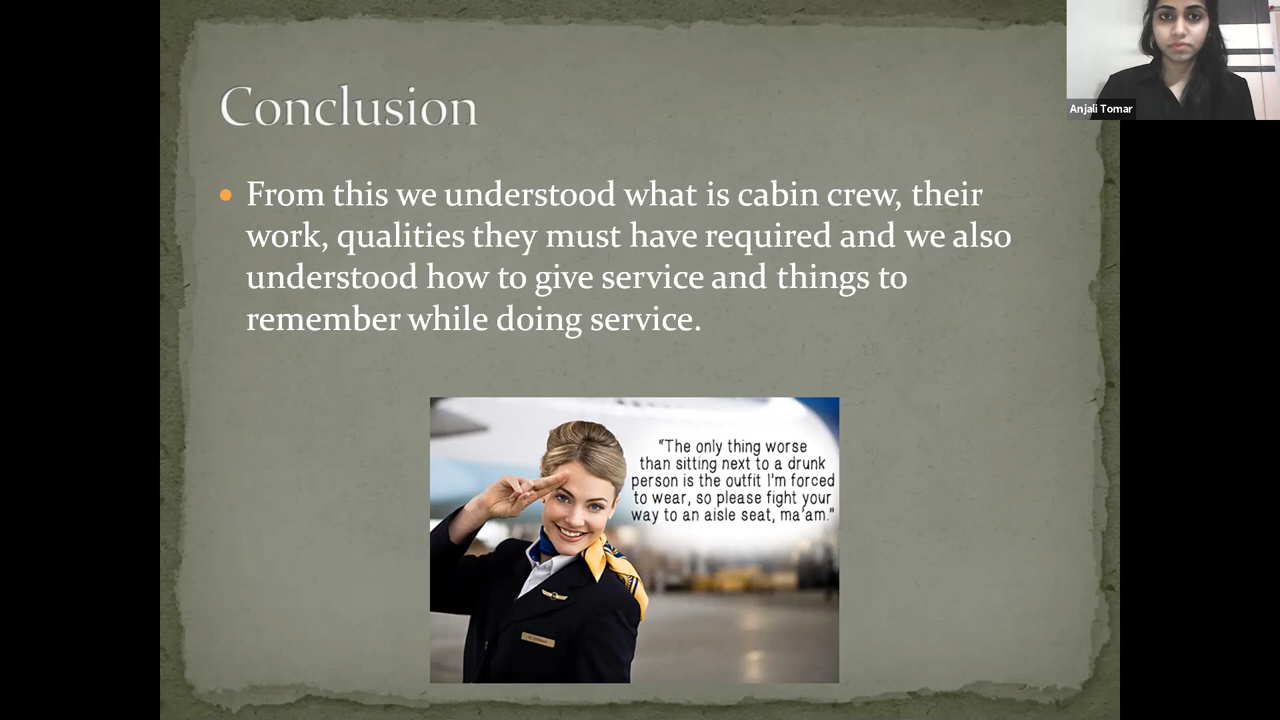 Conclusion
Anjali Tomar
• From this we understood what is cabin crew, their
work, qualities they must have required and we also
understood how to give service and things to
remember while doing service.
“The only thing worse
than sitting next to a drunk
person is the outfit I'm forced
to wear, so please fight your
way to an aisle seat, ma'am.”